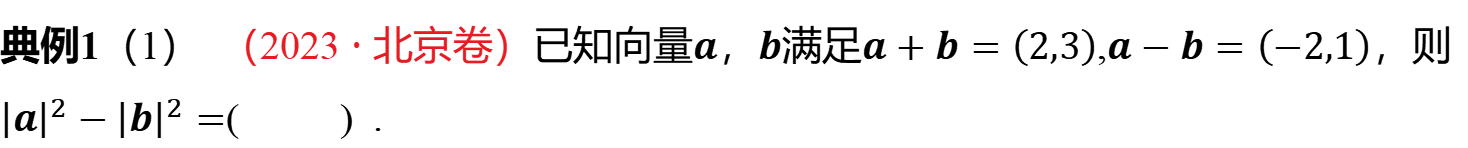 典例1（1） （2023·北京卷）已知向量a，b满足a + b = (2,3),a − b = (−2,1)，则
|a|² − |b|² =(      ) .